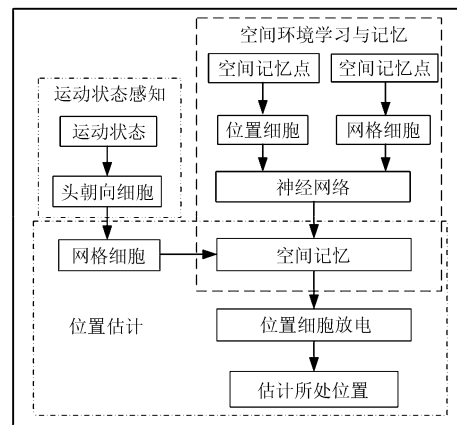 空间环境学习与记忆
空间记忆点 空间记忆点
运动状态感知
运动状态 位置细胞 网格细胞
头朝向细胞 神经网络
网格细胞 空间记忆
位置估计 位置细胞放电
估计所处位置